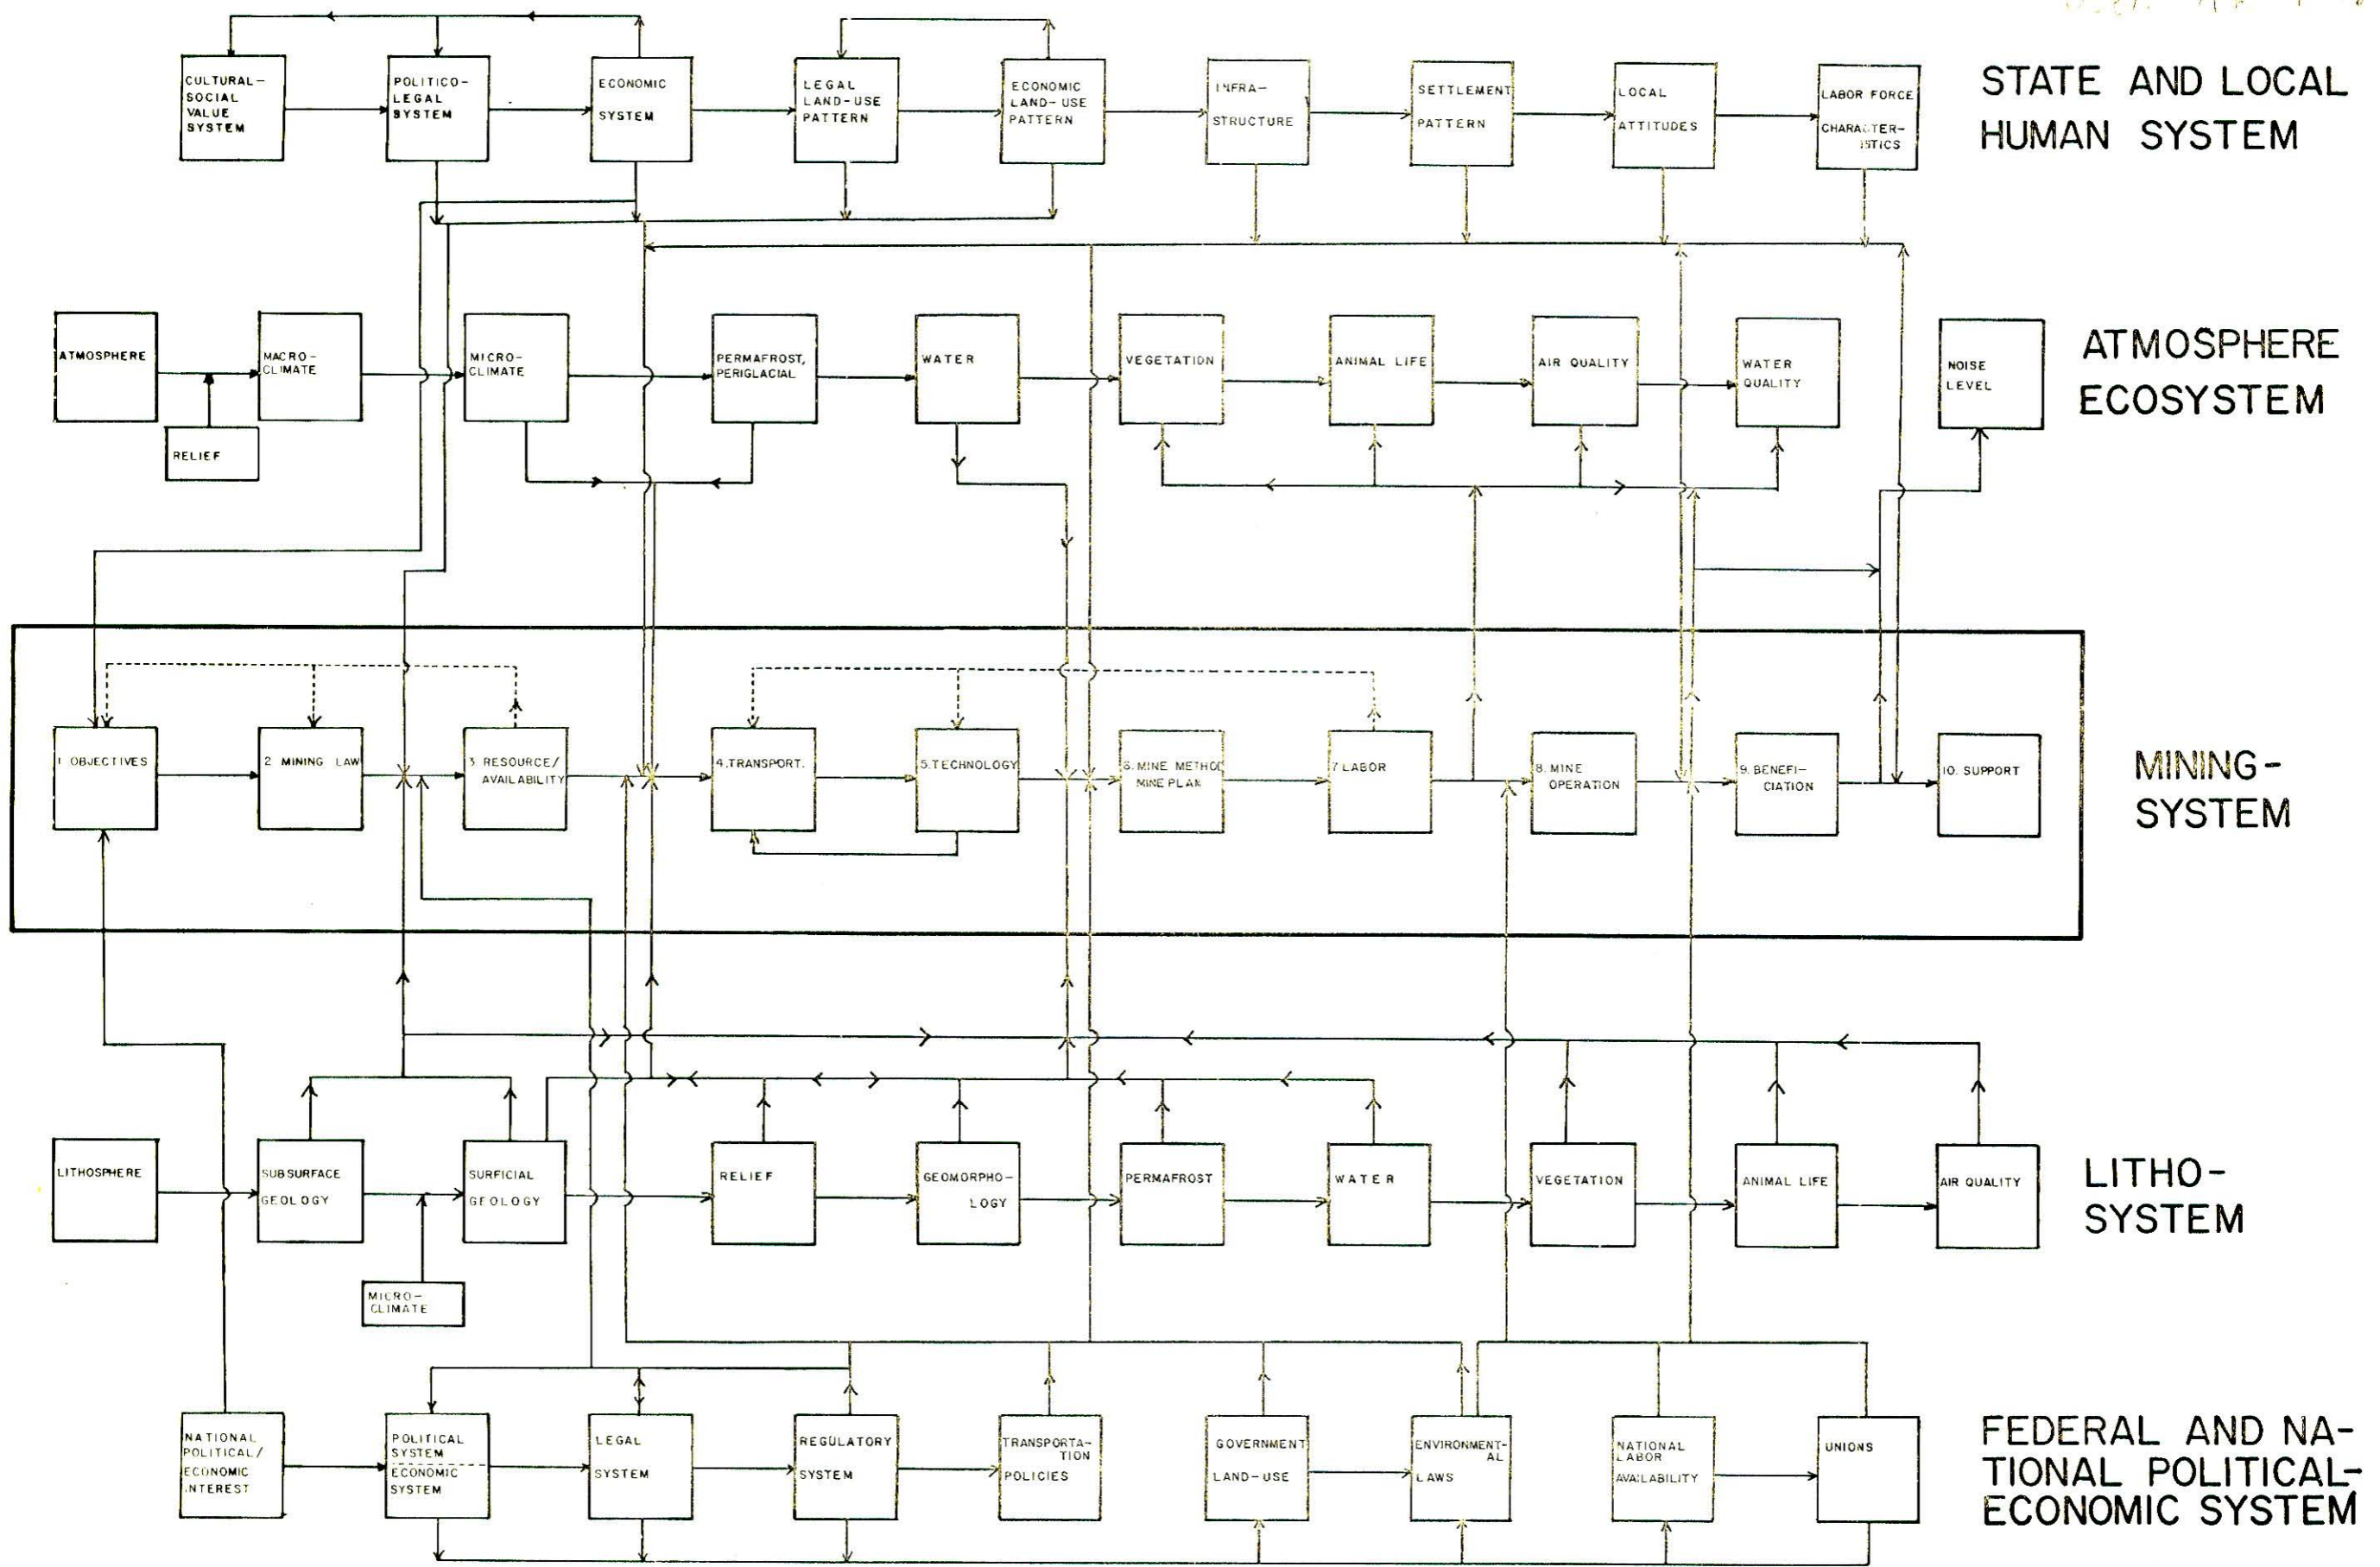 CULTURAL-
SOCIAL
VALUE
SYSTEM
POLITICO-
LEGAL
SYSTEM
ECONOMIC
SYSTEM
LEGAL
LAND-USE
PATTERN
ECONOMIC
LAND-USE
PATTERN
INFRA-
STRUCTURE
SETTLEMENT
PATTERN
LOCAL
ATTITUDES
LABOR FORCE
CHARACTER-
ISTICS
STATE AND LOCAL
HUMAN SYSTEM
ATMOSPHERE
RELIEF
MACRO-
CLIMATE
MICRO-
CLIMATE
PERMAFROST,
PERIGLACIAL
WATER
VEGETATION
ANIMAL LIFE
AIR QUALITY
WATER
QUALITY
NOISE
LEVEL
ATMOSPHERE
ECOSYSTEM
1 OBJECTIVES
2 MINING LAW
3. RESOURCE/
AVAILABILITY
4. TRANSPORT.
5. TECHNOLOGY
6. MINE METHOD
MINE PLAN
7 LABOR
8. MINE
OPERATION
9. BENEFI-
CIATION
10. SUPPORT
MINING-
SYSTEM
LITHOSPHERE
SUBSURFACE
GEOLOGY
SURFICIAL
GEOLOGY
MICRO-
CLIMATE
RELIEF
GEOMORPHO-
LOGY
PERMAFROST
WATER
VEGETATION
ANIMAL LIFE
AIR QUALITY
LITHO-
SYSTEM
NATIONAL
POLITICAL/
ECONOMIC
INTEREST
POLITICAL
SYSTEM
ECONOMIC
SYSTEM
LEGAL
SYSTEM
REGULATORY
SYSTEM
TRANSPORTA-
TION
POLICIES
GOVERNMENT
LAND-USE
ENVIRONMENT-
AL
LAWS
NATIONAL
LABOR
AVAILABILITY
UNIONS
FEDERAL AND NA-
TIONAL POLITICAL-
ECONOMIC SYSTEM